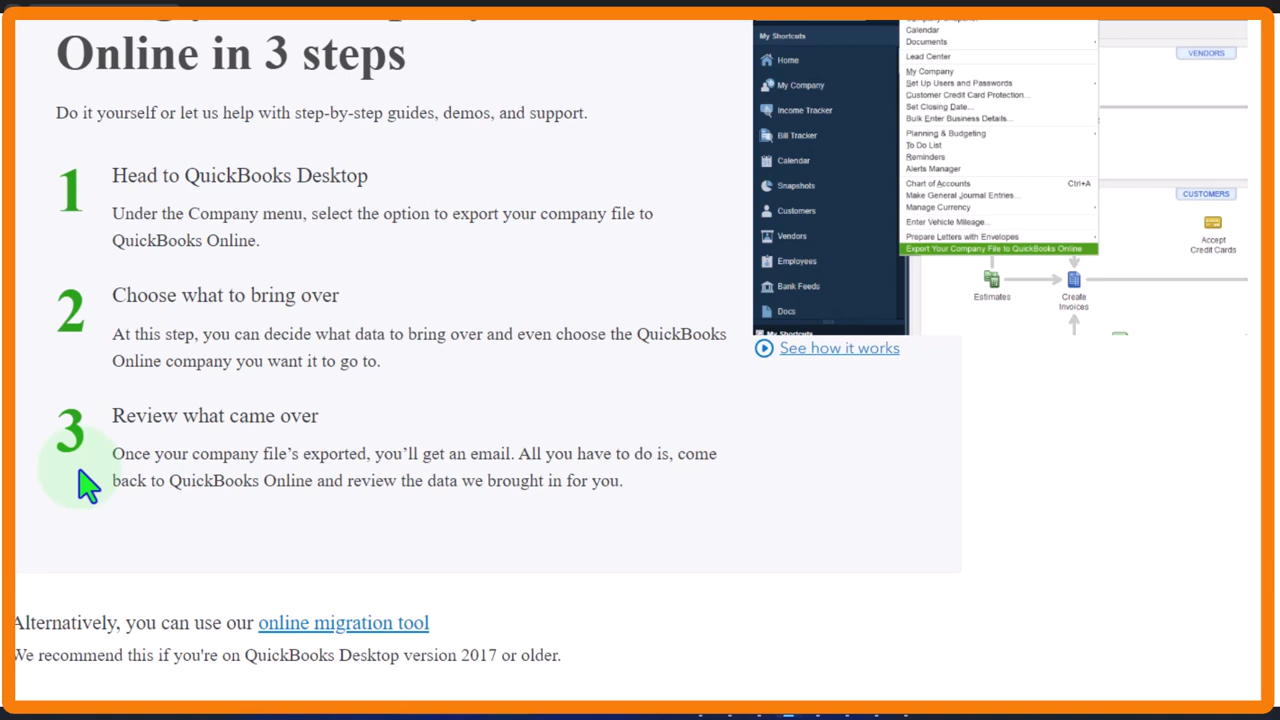 Online in 3 steps
Do it yourself or let us help with step-by-step guides, demos, and support.
1
Head to QuickBooks Desktop
Under the Company menu, select the option to export your company file to
QuickBooks Online.
2
Choose what to bring over
this step, you can decide what data to bring over and even choose the QuickBooks
Online company you want it to go to.
3
Review what came over
Once your company file’s exported, you’ll get an email. All you have to do is, come
back to QuickBooks Online and review the data we brought in for you.
Alternatively, you can use our online migration tool
We recommend this if you're on QuickBooks Desktop version 2017 or older.
My Shortcuts
Home
My Company
Income Tracker
Bill Tracker
Calendar
Snapshots
Customers
Vendors
Employees
Bank Feeds
Docs
My Shortcuts
Calendar
Documents
Lead Center
My Company
Set Up Users and Passwords
Customer Credit Card Protection...
Set Closing Date...
Bulk Enter Business Details...
Planning & Budgeting
To Do List
Reminders
Alerts Manager
Chart of Accounts Ctrl+A
Make General Journal Entries...
Manage Currency
Enter Vehicle Mileage...
Prepare Letters with Envelopes
Export Your Company File to QuickBooks Online
VENDORS
CUSTOMERS
Accept
Credit Cards
Estimates
Create
Invoices
See how it works